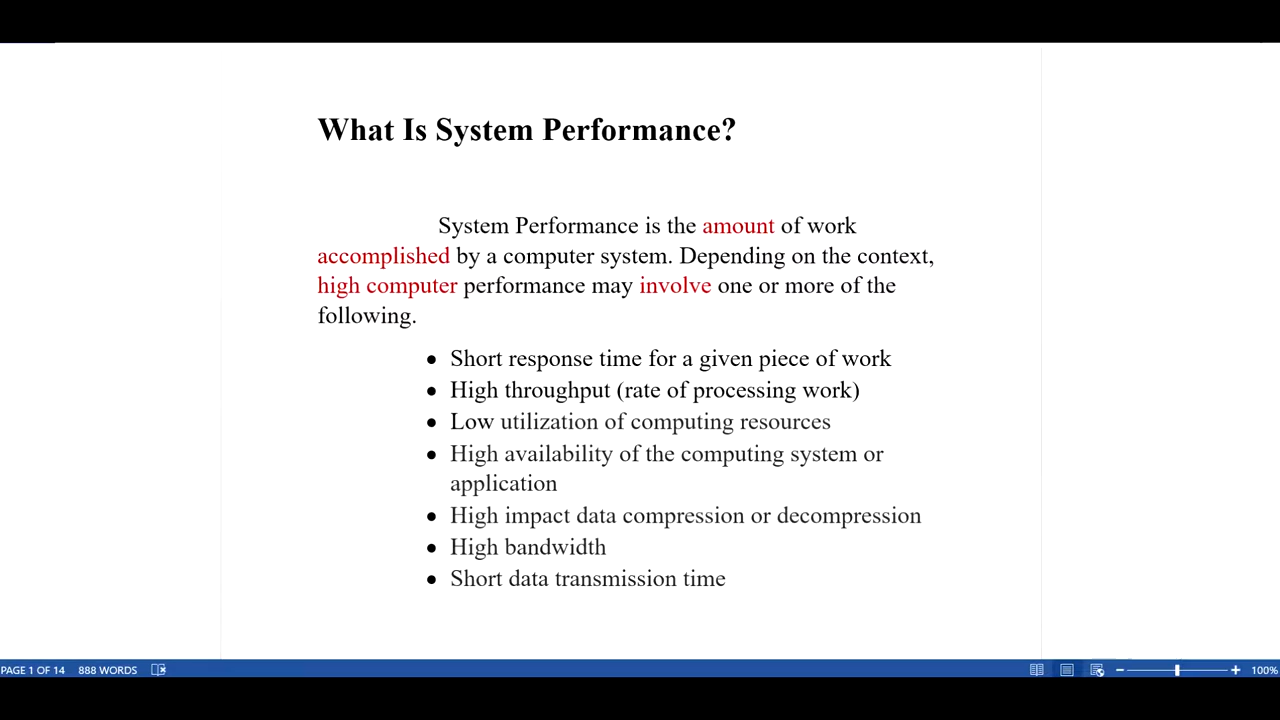 What Is System Performance?
System Performance is the amount of work
accomplished by a computer system. Depending on the context,
high computer performance may involve one or more of the
following.
• Short response time for a given piece of work
• High throughput (rate of processing work)
• Low utilization of computing resources
• High availability of the computing system or
application
• High impact data compression or decompression
• High bandwidth
• Short data transmission time
PAGE 1 OF 14 888 WORDS 100%